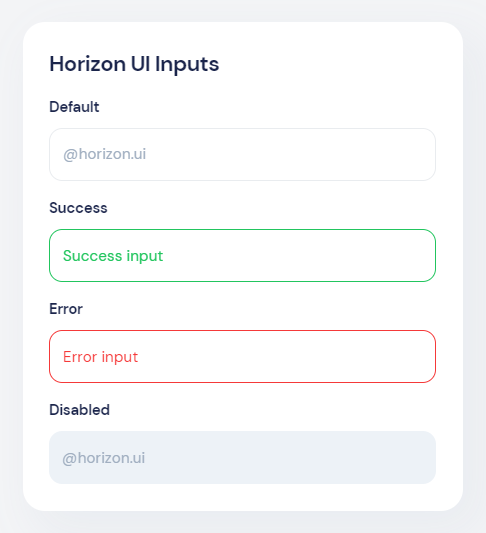 Horizon UI Inputs
Default
@horizon.ui
Success
Success input
Error
Error input
Disabled
@horizon.ui